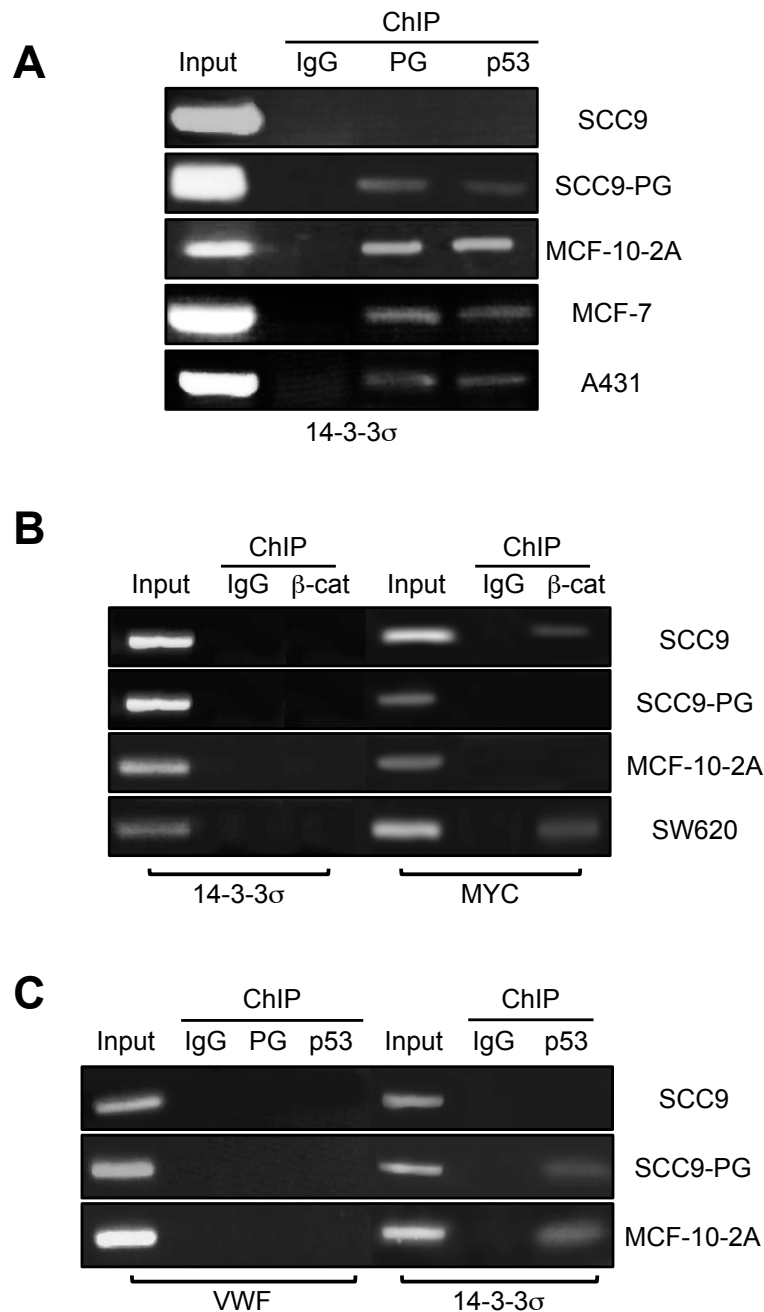 A
ChIP
Input IgG PG p53
SCC9
SCC9-PG
MCF-10-2A
MCF-7
A431
14-3-3σ
B
ChIP ChIP
Input IgG β-cat Input IgG β-cat
SCC9
SCC9-PG
MCF-10-2A
SW620
14-3-3σ MYC
C
ChIP ChIP
Input IgG PG p53 Input IgG p53
SCC9
SCC9-PG
MCF-10-2A
VWF 14-3-3σ